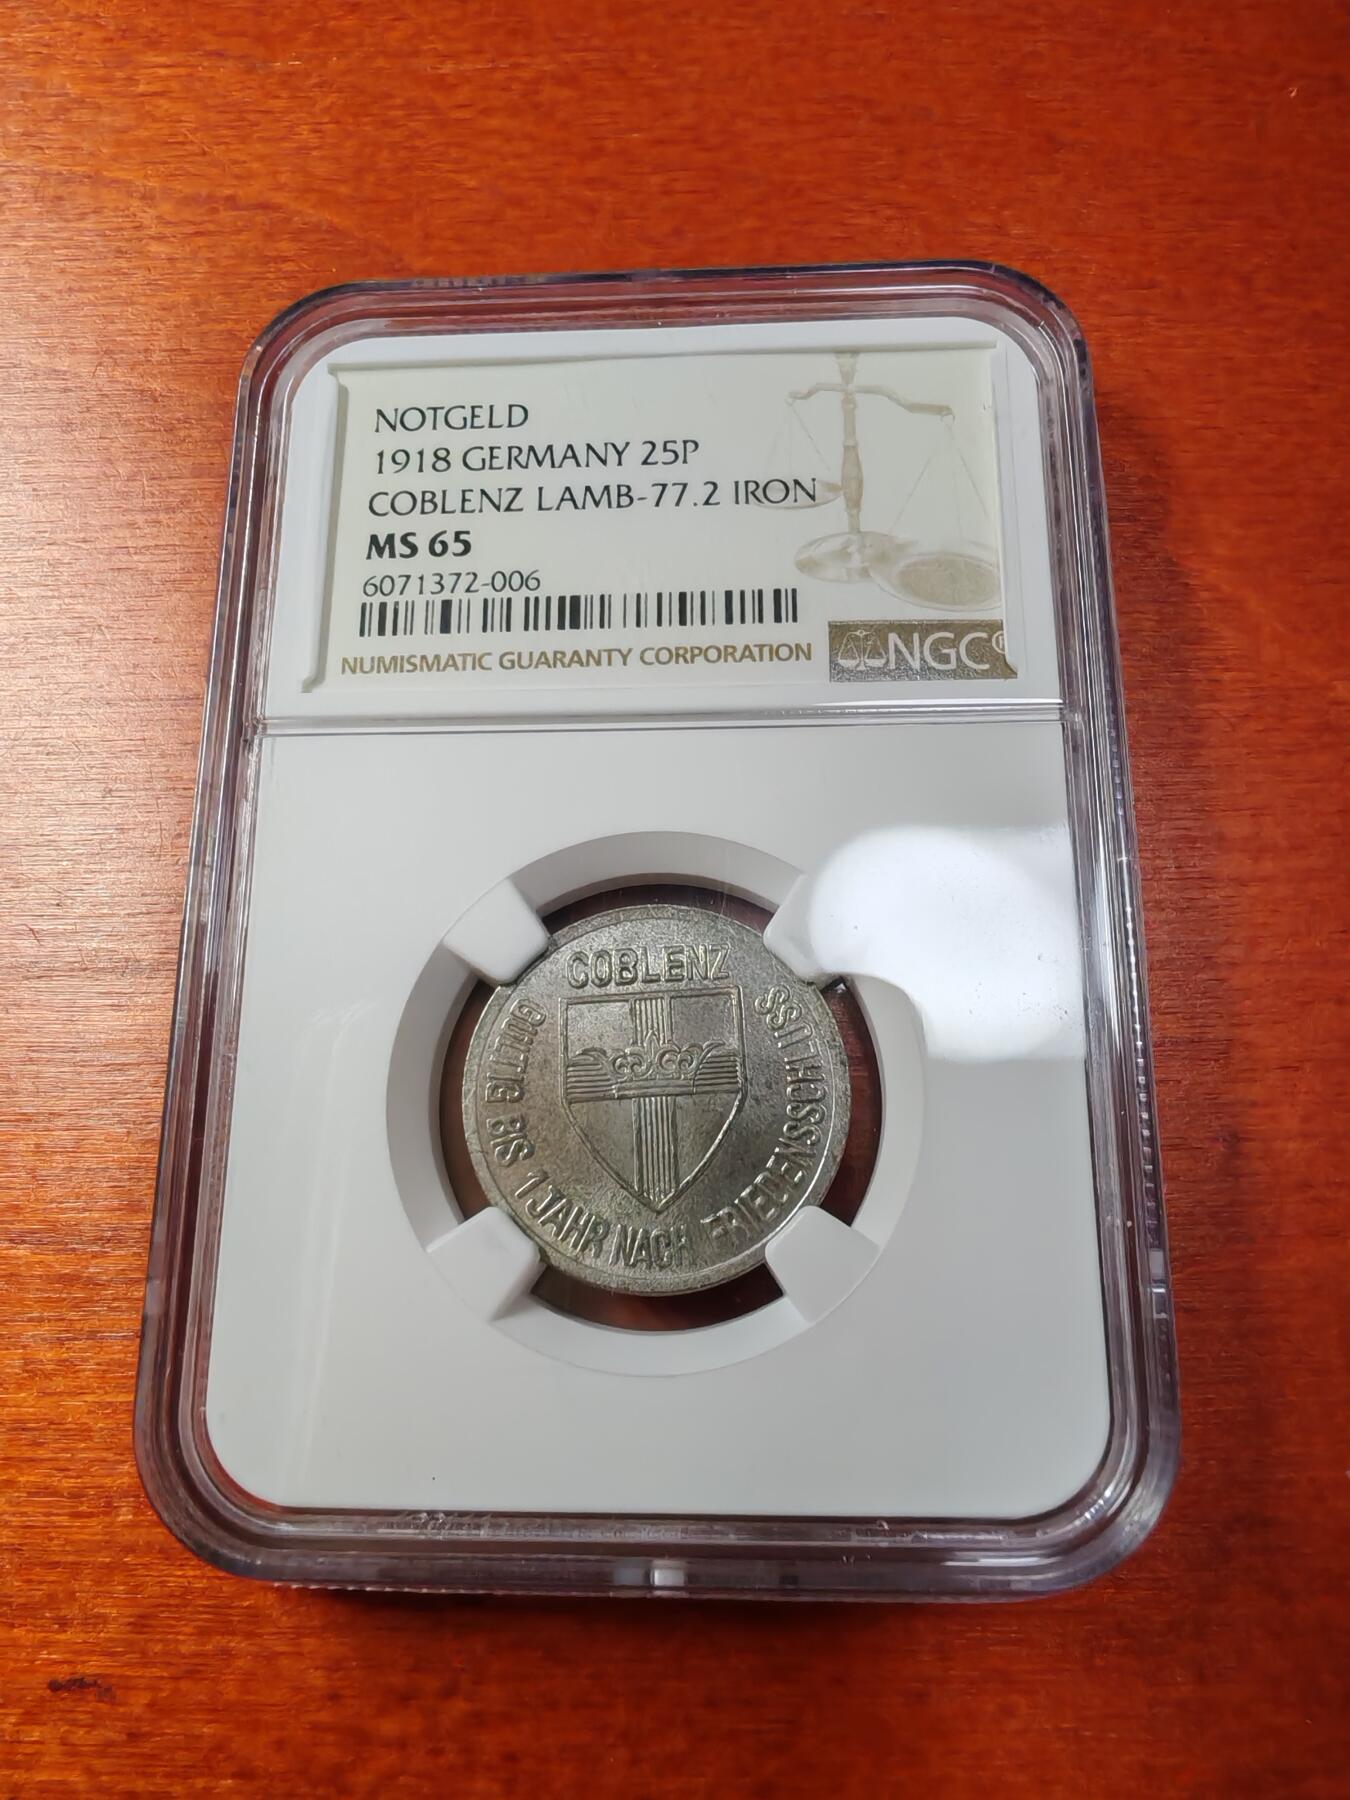 NOTGELD
1918 GERMANY 25P
COBLENZ LAMB-77.2 IRON
MS 65
6071372-006
NUMISMATIC GUARANTY CORPORATION
NGC®
COBLENZ
GÜLTIG BIS 1 JAHR NACH FRIEDENSSCHLUSS